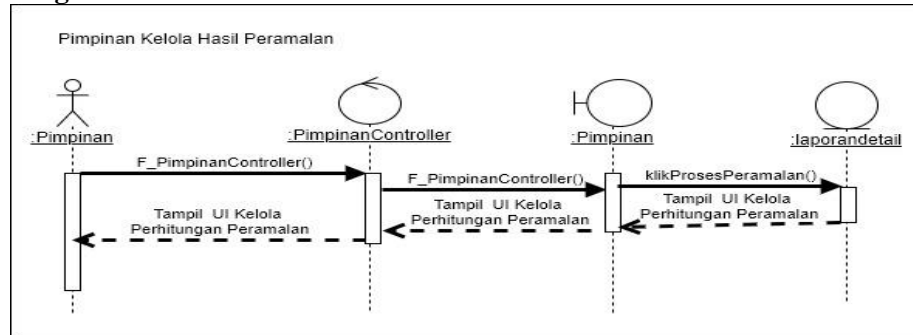 Pimpinan Kelola Hasil Peramalan
:Pimpinan
:PimpinanController
:Pimpinan
:laporandetail
F_PimpinanController()
F_PimpinanController()
klikProsesPeramalan()
Tampil UI Kelola
Perhitungan Peramalan
Tampil UI Kelola
Perhitungan Peramalan
Tampil UI Kelola
Perhitungan Peramalan